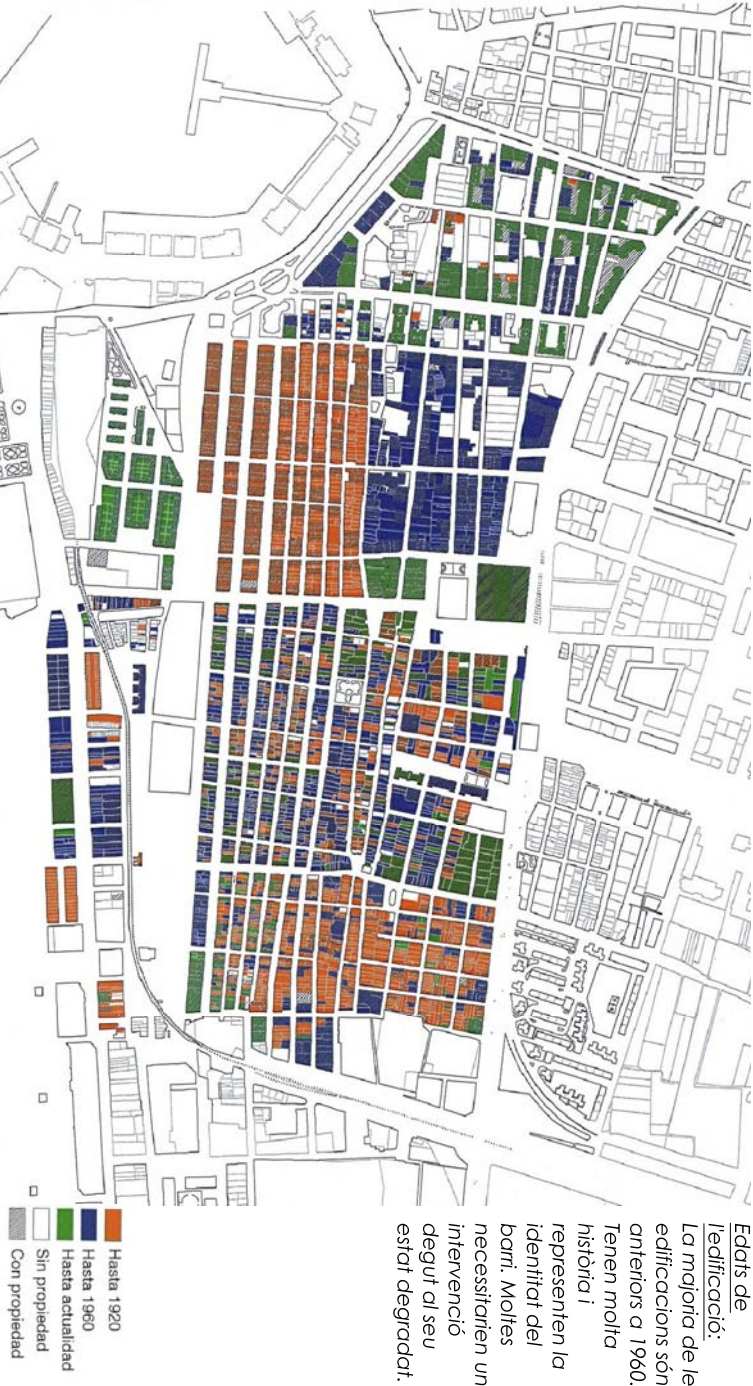 Edats de
l'edificació:
La majoria de le
edificacions són
anteriors a 1960.
Tenen molta
història i
representen la
identitat del
barri. Moltes
necessitarien un
intervenció
degut al seu
estat degradat.
Hasta 1920
Hasta 1960
Hasta actualidad
Sin propiedad
Con propiedad